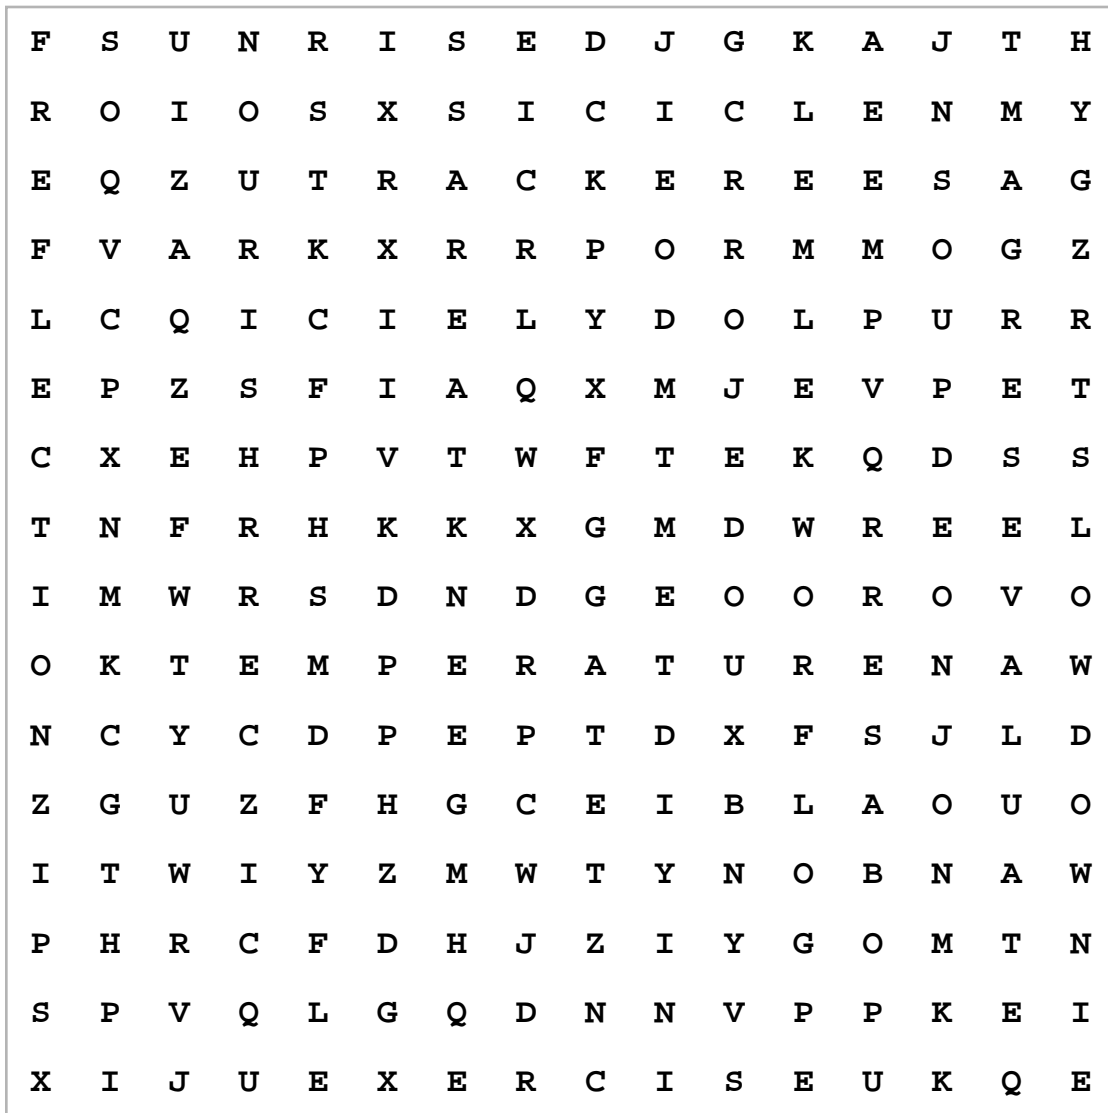 F S U N R I S E D J G K A J T H
R O I O S X S I C I C L E N M Y
E Q Z U T R A C K E R E E S A G
F V A R K X R R P O R M M O G Z
L C Q I C I E L Y D O L P U R R
E P Z S F I A Q X M J E V P E T
C X E H P V T W F T E K Q D S S
T N F R H K K X G M D W R E E L
I M W R S D N D G E O O R O V O
O K T E M P E R A T U R E N A W
N C Y C D P E P T D X F S J L D
Z G U Z F H G C E I B L A O U O
I T W I Y Z M W T Y N O B N A W
P H R C F D H J Z I Y G O M T N
S P V Q L G Q D N N V P P K E I
X I J U E X E R C I S E U K Q E